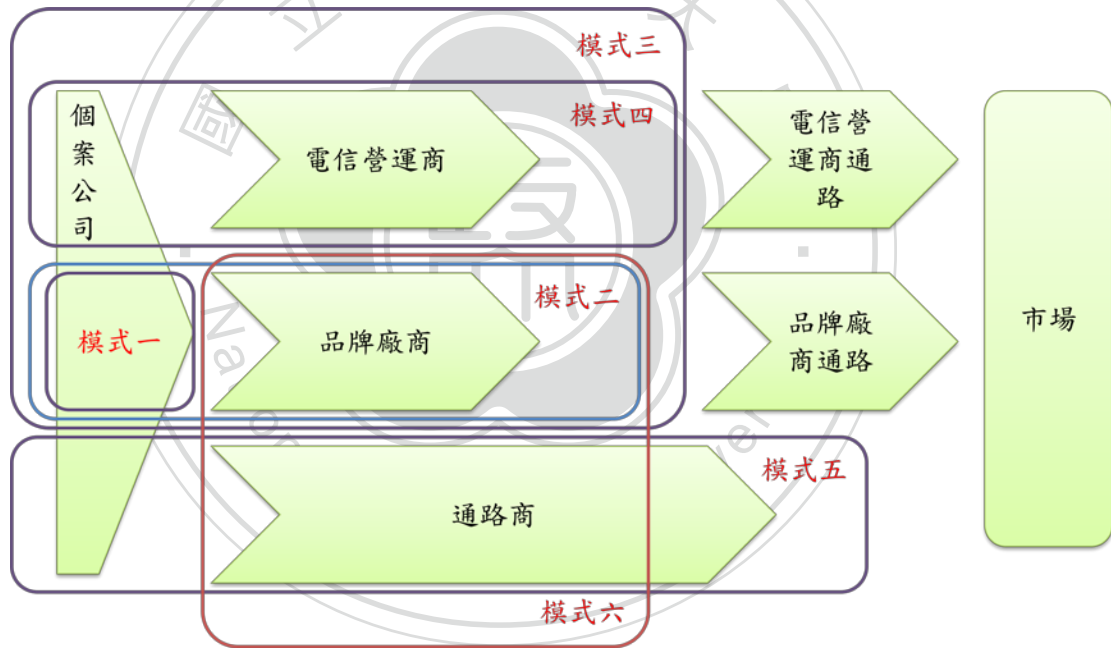 模式三
模式四
個
案
公
司
電信營運商
電信營
運商通
路
模式二
模式一
品牌廠商
品牌廠
商通路
市場
模式五
通路商
模式六
國
立